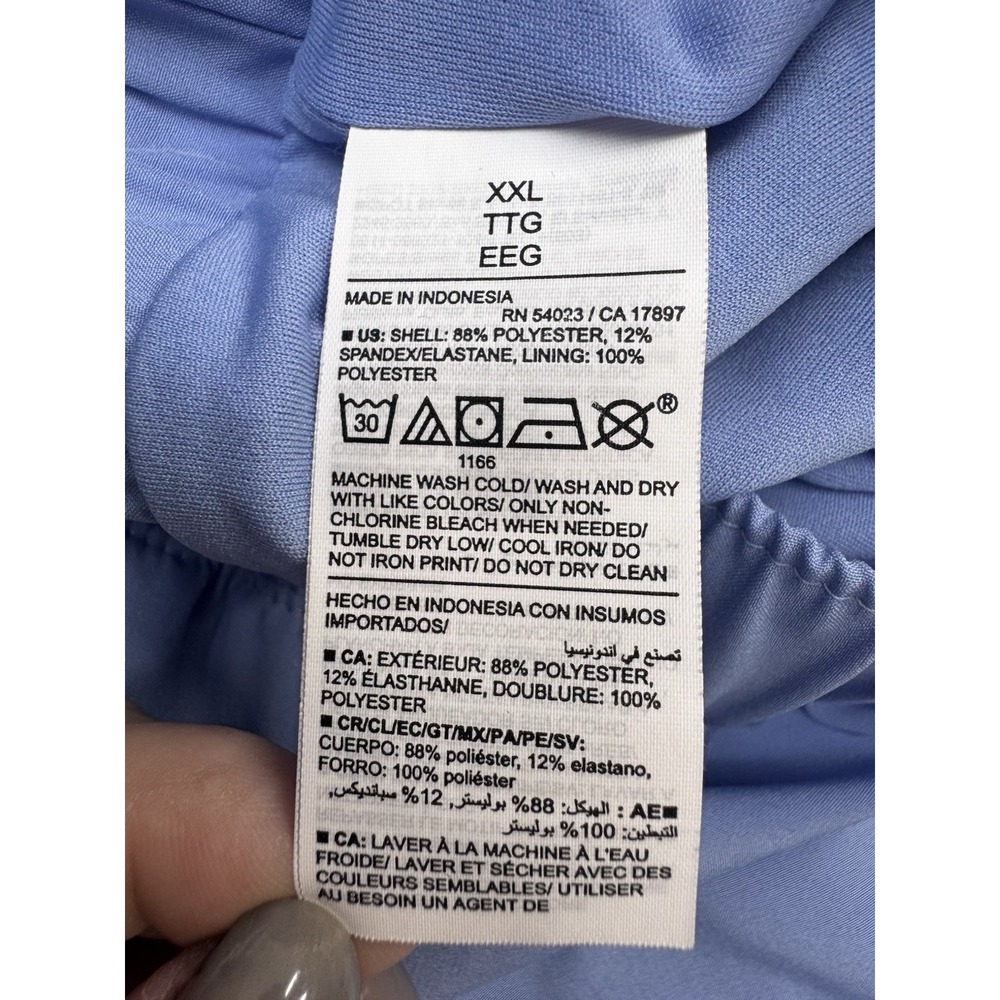 XXL
TTG
EEG
MADE IN INDONESIA
RN 54023 / CA 17897
■ US: SHELL: 88% POLYESTER, 12%
SPANDEX/ELASTANE, LINING: 100%
POLYESTER
30
®
1166
MACHINE WASH COLD/ WASH AND DRY
WITH LIKE COLORS/ ONLY NON-
CHLORINE BLEACH WHEN NEEDED/
TUMBLE DRY LOW/ COOL IRON/ DO
NOT IRON PRINT/ DO NOT DRY CLEAN
HECHO EN INDONESIA CON INSUMOS
IMPORTADOS/
تصنع في اندونيسيا
■ CA: EXTÉRIEUR: 88% POLYESTER,
12% ÉLASTHANNE, DOUBLURE: 100%
POLYESTER
■ CR/CL/EC/GT/MX/PA/PE/SV:
CUERPO: 88% poliéster, 12% elastano,
FORRO: 100% poliéster
■AE : الهيكل: 88% بوليستر, 12% سباندیکس,
التبطين: 100% بوليستر
■ CA: LAVER À LA MACHINE À L'EAU
FROIDE/ LAVER ET SÉCHER AVEC DES
COULEURS SEMBLABLES/ UTILISER
AU BESOIN UN AGENT DE